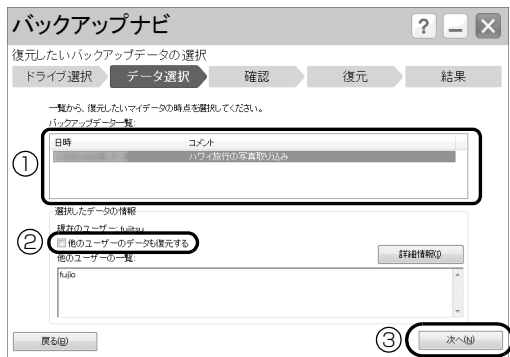 バックアップナビ
? － ×
復元したいバックアップデータの選択
ドライブ選択 データ選択 確認 復元 結果
一覧から、復元したいマイデータの時点を選択してください。
バックアップデータ一覧:
日時 コメント
① ハワイ旅行の写真取り込み
選択したデータの情報
現在のユーザー: fujitsu
② 他のユーザーのデータも復元する
他のユーザーの一覧: 詳細情報(I)
fujio
戻る(B) ③ 次へ(N)